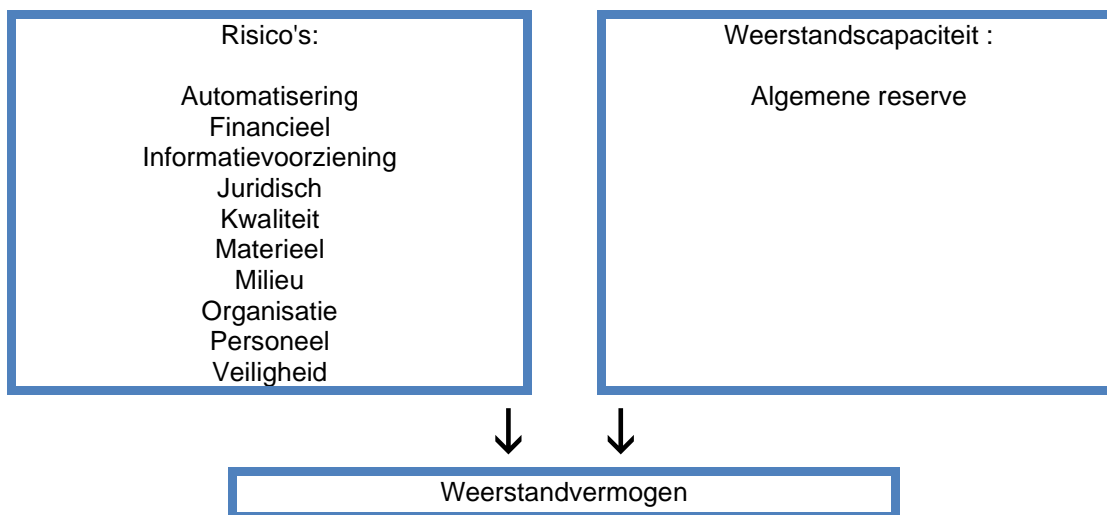 Risico's:
Automatisering
Financieel
Informatievoorziening
Juridisch
Kwaliteit
Materieel
Milieu
Organisatie
Personeel
Veiligheid
Weerstandscapaciteit :
Algemene reserve
Weerstandvermogen